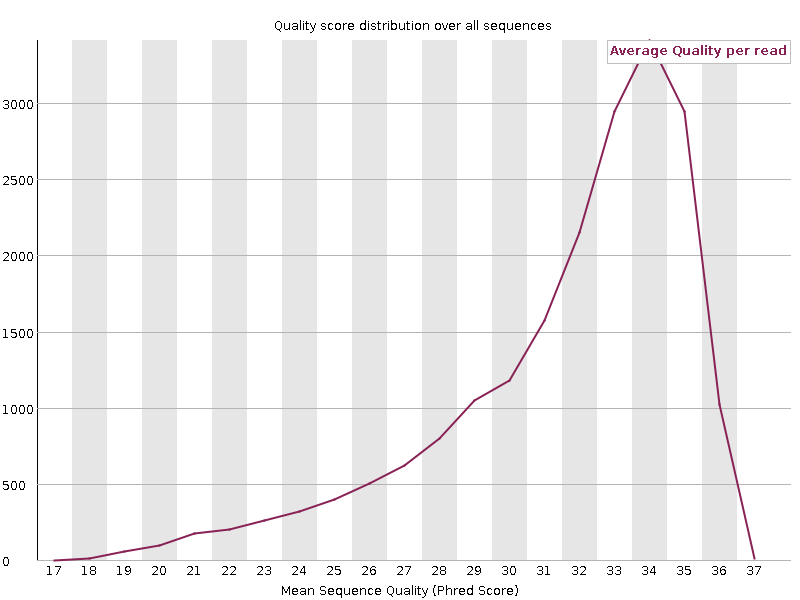 Quality score distribution over all sequences
Average Quality per read
3000
2500
2000
1500
1000
500
0
17 18 19 20 21 22 23 24 25 26 27 28 29 30 31 32 33 34 35 36 37
Mean Sequence Quality (Phred Score)